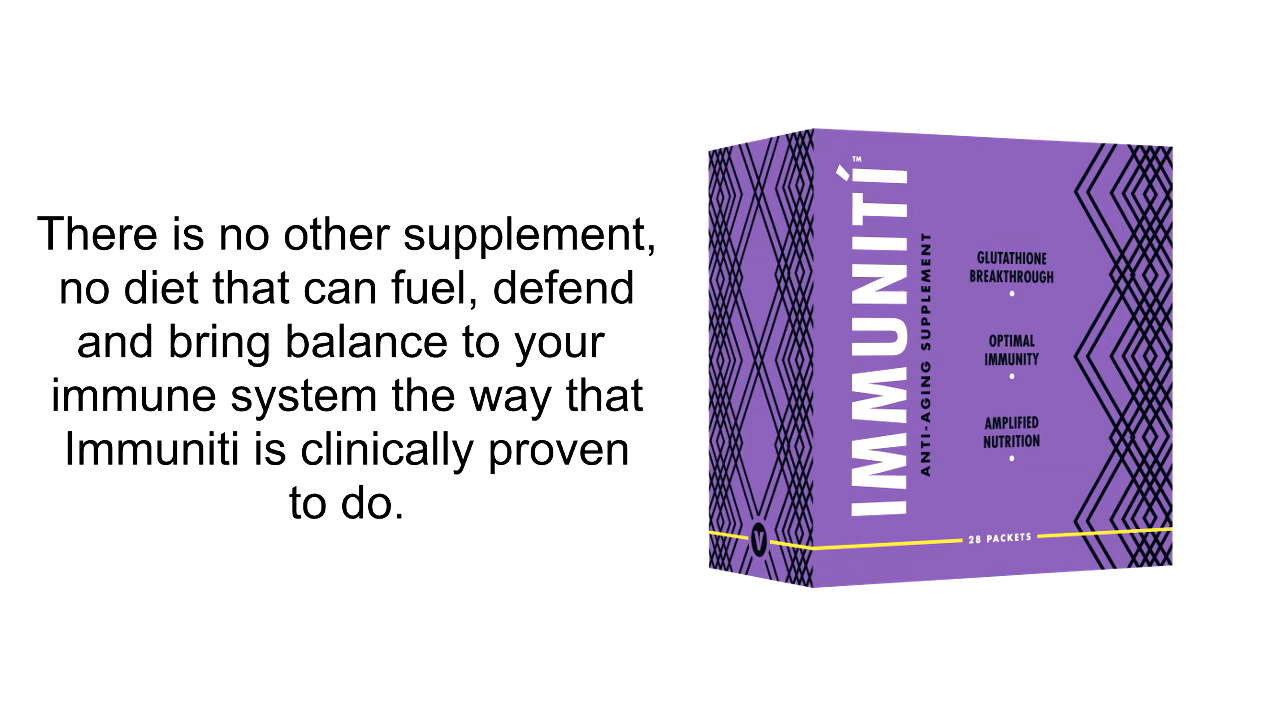 There is no other supplement,
no diet that can fuel, defend
and bring balance to your
immune system the way that
Immuniti is clinically proven
to do.
IMMUNITÍ™
ANTI-AGING SUPPLEMENT
GLUTATHIONE
BREAKTHROUGH
OPTIMAL
IMMUNITY
AMPLIFIED
NUTRITION
28 PACKETS
V